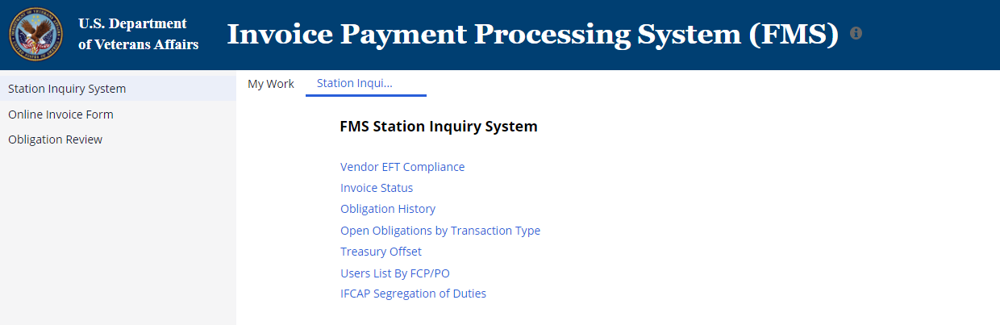 U.S. Department
of Veterans Affairs
Invoice Payment Processing System (FMS)
Station Inquiry System
Online Invoice Form
Obligation Review
My Work
Station Inqui...
FMS Station Inquiry System
Vendor EFT Compliance
Invoice Status
Obligation History
Open Obligations by Transaction Type
Treasury Offset
Users List By FCP/PO
IFCAP Segregation of Duties